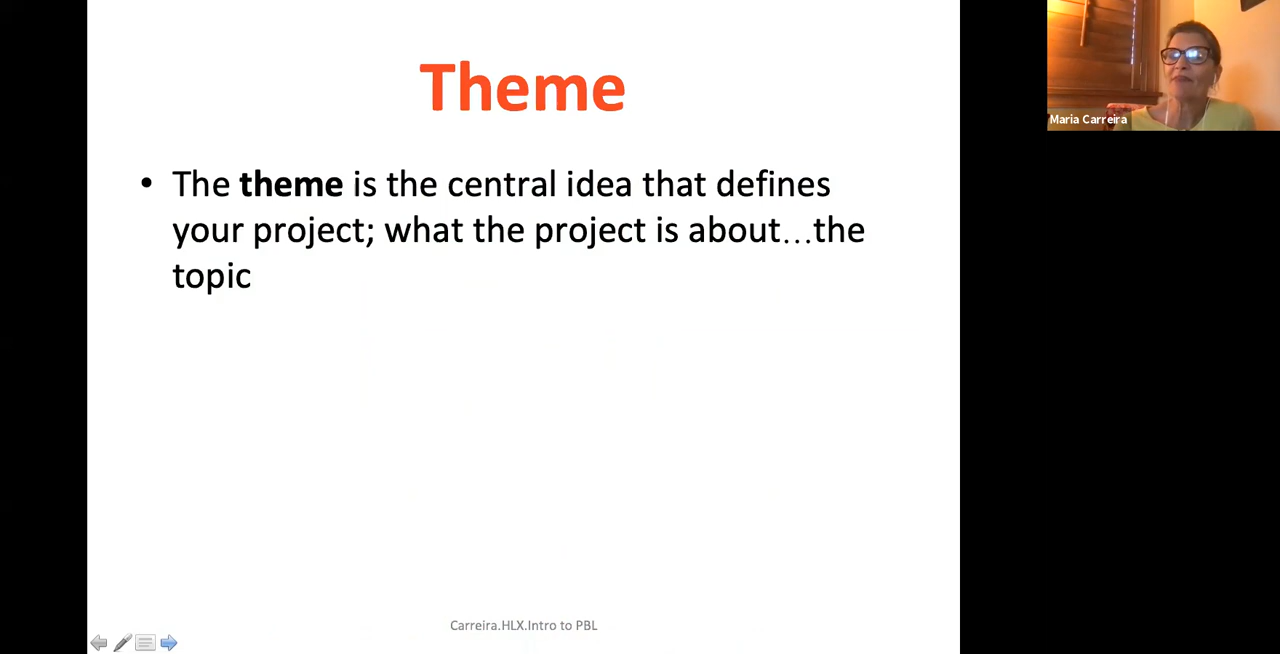 Theme
Maria Carreira
• The theme is the central idea that defines
your project; what the project is about…the
topic
Carreira.HLX.Intro to PBL